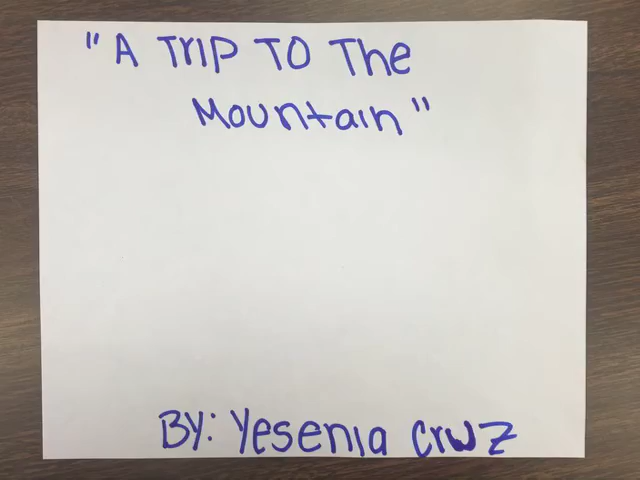 "A TrIP TO The
Mountain"
BY: Yesenia Cruz